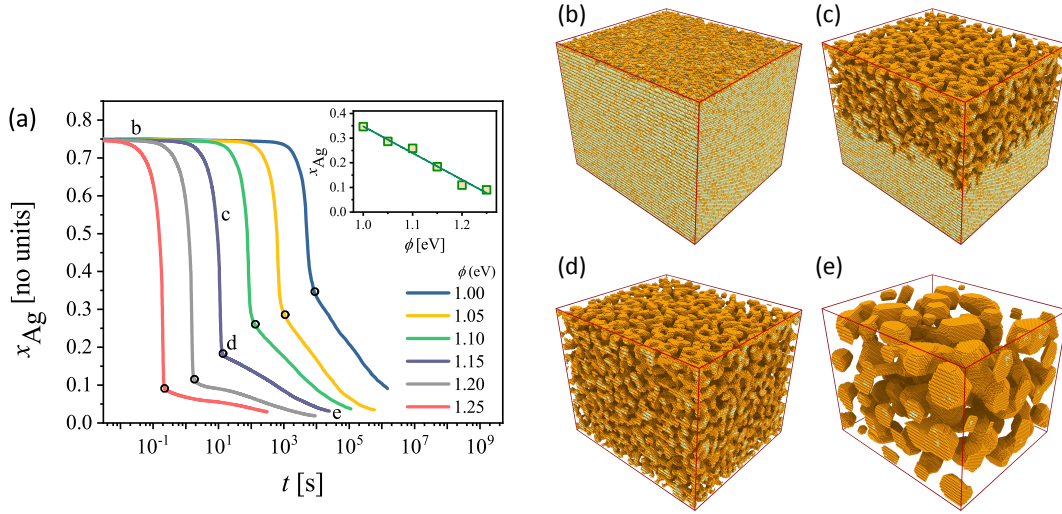 (a)
0.8
0.7
0.6
0.5
0.4
0.3
0.2
0.1
0.0
x_Ag [no units]
10^-1
10^1
10^3
10^5
10^7
10^9
t [s]
b
c
d
e
0.4
0.3
0.2
0.1
0.0
x_Ag
1.0
1.1
1.2
ϕ [eV]
ϕ (eV)
1.00
1.05
1.10
1.15
1.20
1.25
(b)
(c)
(d)
(e)